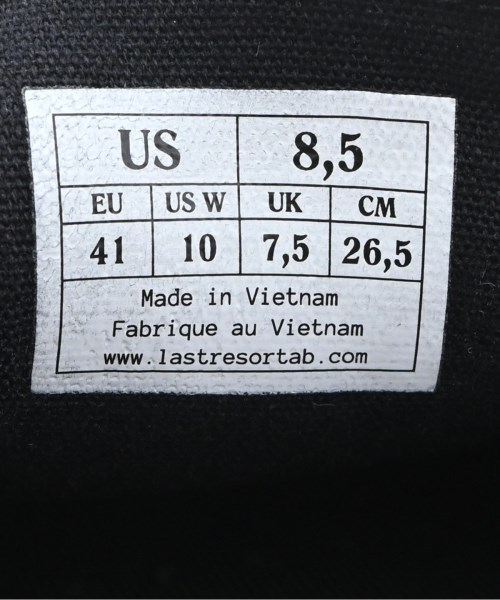 US 8,5
EU US W UK CM
41 10 7,5 26,5
Made in Vietnam
Fabrique au Vietnam
www.lastresortab.com